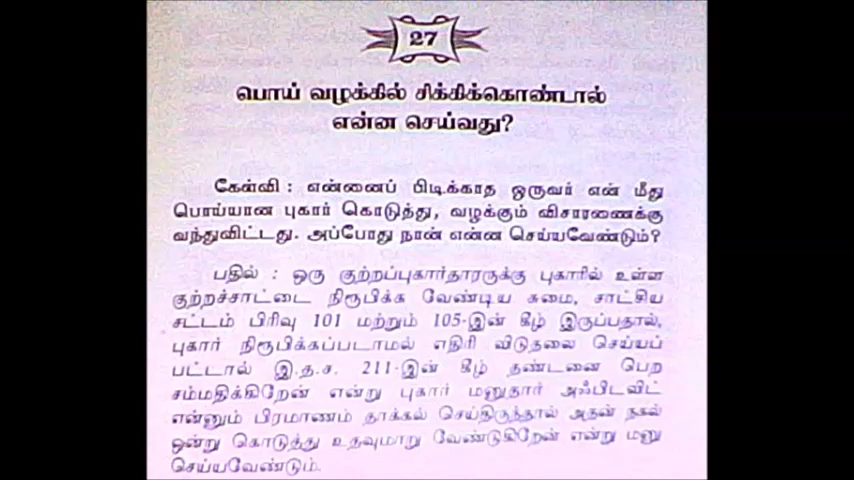 27
பொய் வழக்கில் சிக்கிக்கொண்டால்
என்ன செய்வது?
கேள்வி : என்னைப் பிடிக்காத ஒருவர் என் மீது
பொய்யான புகார் கொடுத்து, வழக்கும் விசாரணைக்கு
வந்துவிட்டது. அப்போது நான் என்ன செய்யவேண்டும்?
பதில் : ஒரு குற்றப்புகார்தாரருக்கு புகாரில் உள்ள
குற்றச்சாட்டை நிரூபிக்க வேண்டிய சுமை, சாட்சிய
சட்டம் பிரிவு 101 மற்றும் 105-இன் கீழ் இருப்பதால்,
புகார் நிரூபிக்கப்படாமல் எதிரி விடுதலை செய்யப்
பட்டால் இ.த.ச. 211-இன் கீழ் தண்டனை பெற
சம்மதிக்கிறேன் என்று புகார் மனுதார் அஃபிடவிட்
என்னும் பிரமாணம் தாக்கல் செய்திருந்தால் அதன் நகல்
ஒன்று கொடுத்து உதவுமாறு வேண்டுகிறேன் என்று மனு
செய்யவேண்டும்.